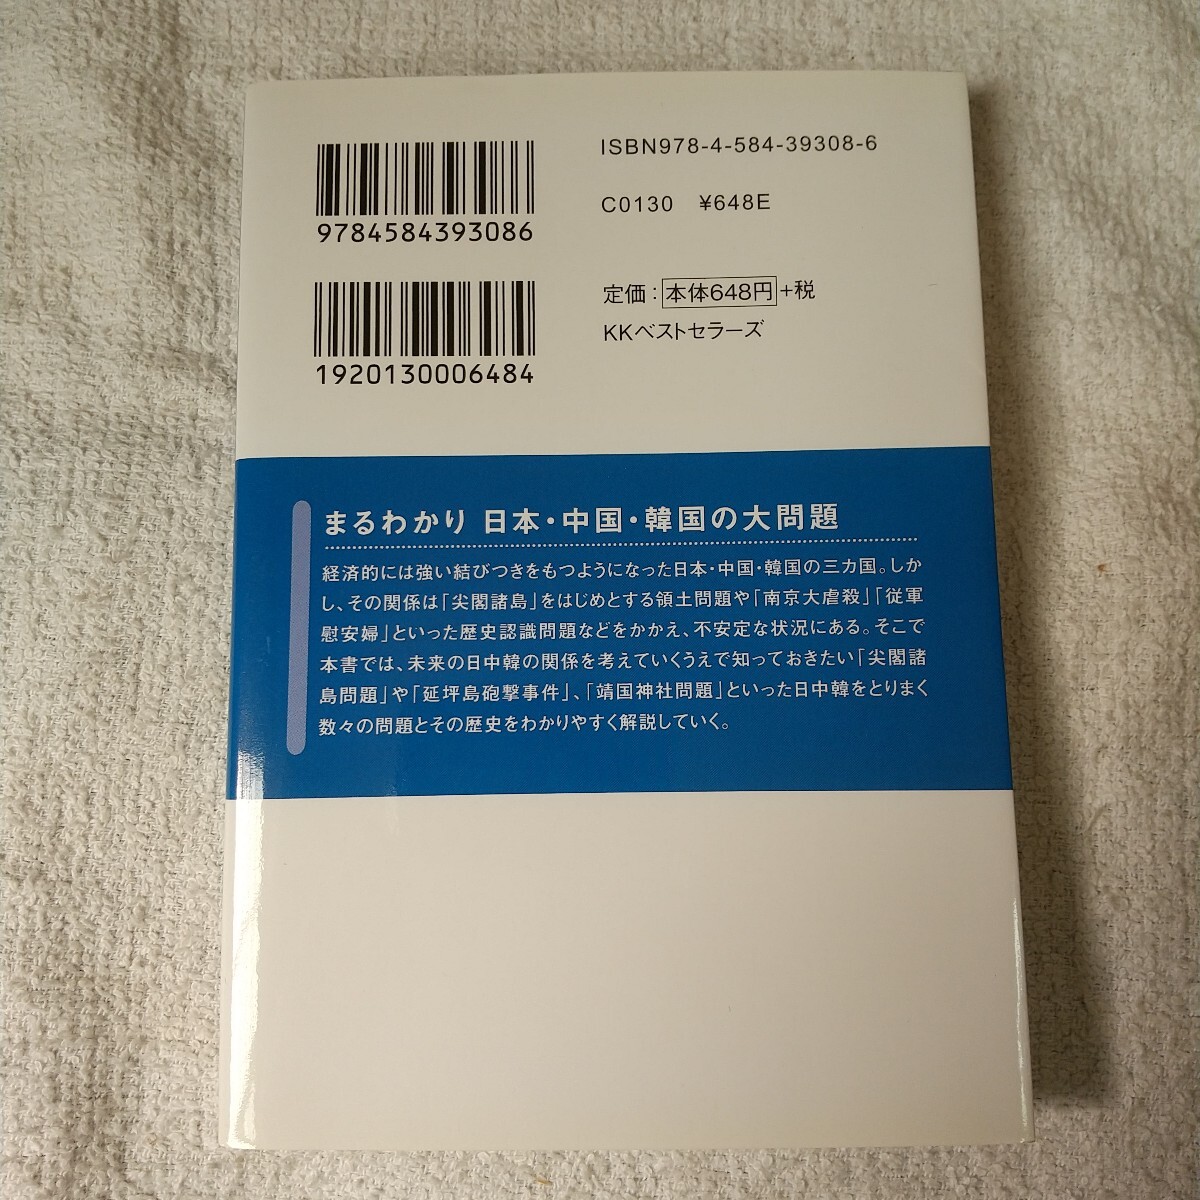 ISBN978-4-584-39308-6
9784584393086
C0130 ¥648E
定価：本体648円+税
KKベストセラーズ
1920130006484
まるわかり 日本・中国・韓国の大問題
経済的には強い結びつきをもつようになった日本・中国・韓国の三カ国。しか
し、その関係は「尖閣諸島」をはじめとする領土問題や「南京大虐殺」「従軍
慰安婦」といった歴史認識問題などをかかえ、不安定な状況にある。そこで
本書では、未来の日中韓の関係を考えていくうえで知っておきたい「尖閣諸
島問題」や「延坪島砲撃事件」、「靖国神社問題」といった日中韓をとりまく
数々の問題とその歴史をわかりやすく解説していく。